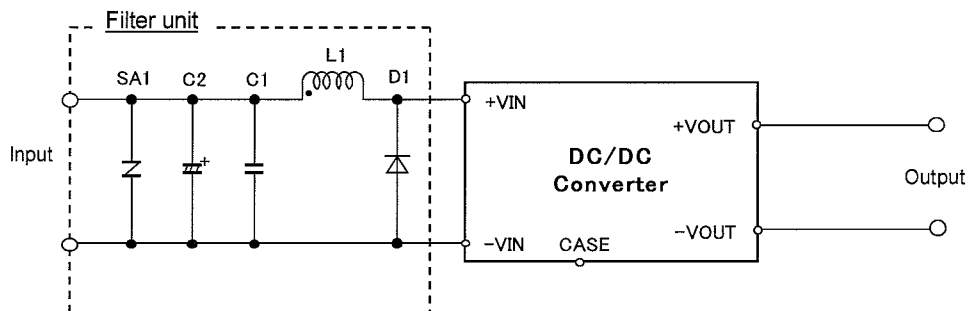 Filter unit
SA1 C2 C1 L1 D1
+
Input
+VIN
-VIN
DC/DC
Converter
CASE
+VOUT
-VOUT
Output